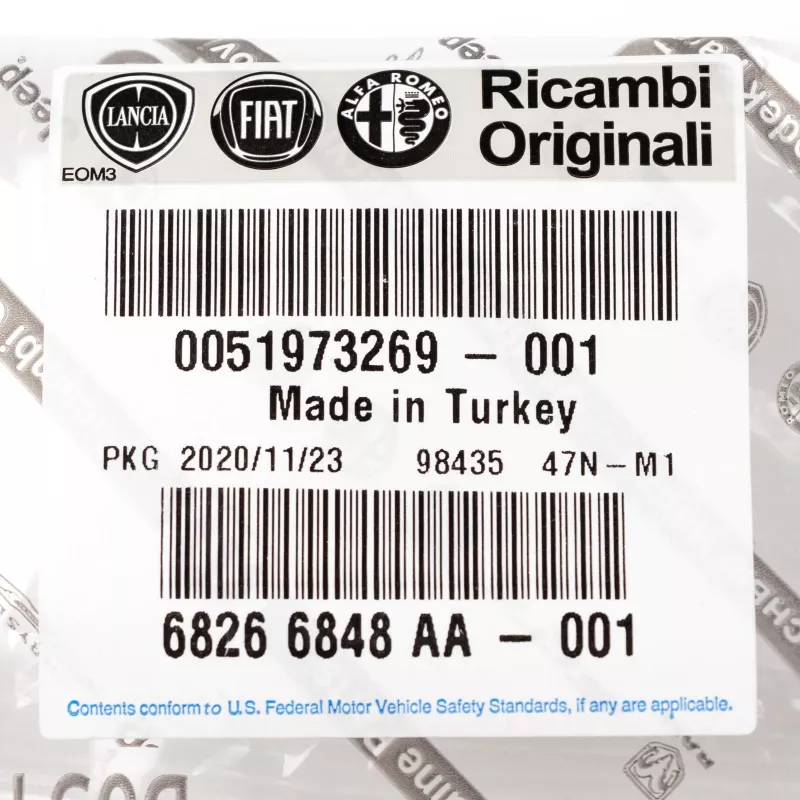 LANCIA FIAT ALFA ROMEO Ricambi
EOM3 Originali
0051973269 - 001
Made in Turkey
PKG 2020/11/23 98435 47N-M1
6826 6848 AA - 001
Contents conform to U.S. Federal Motor Vehicle Safety Standards, if any are applicable.